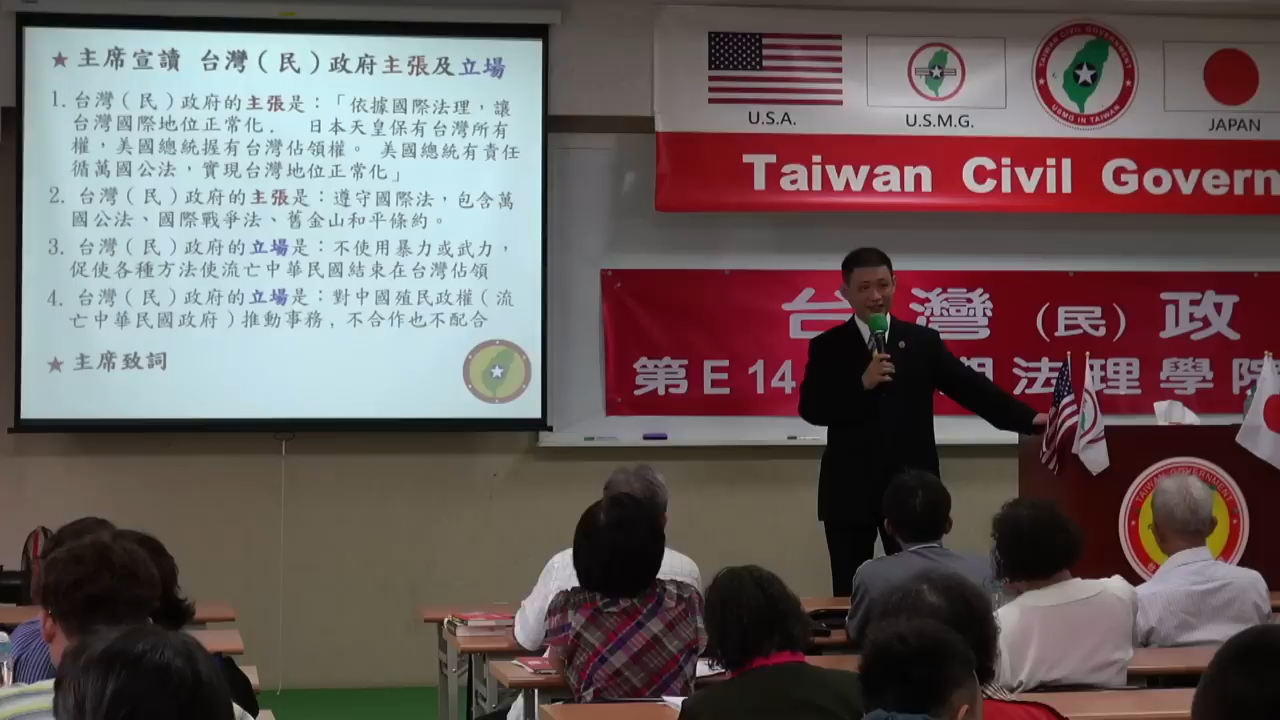 ★ 主席宣讀 台灣(民)政府主張及立場
1. 台灣(民)政府的主張是:「依據國際法理,讓
台灣國際地位正常化. 日本天皇保有台灣所有
權,美國總統握有台灣佔領權。 美國總統有責任
循萬國公法,實現台灣地位正常化」
2. 台灣(民)政府的主張是:遵守國際法,包含萬
國公法、國際戰爭法、舊金山和平條約。
3. 台灣(民)政府的立場是:不使用暴力或武力,
促使各種方法使流亡中華民國結束在台灣佔領
4. 台灣(民)政府的立場是:對中國殖民政權(流
亡中華民國政府)推動事務, 不合作也不配合
★ 主席致詞
U.S.A.
U.S.M.G.
TAIWAN CIVIL GOVERNMENT
USMG IN TAIWAN
JAPAN
Taiwan Civil Governm
台灣(民)政
第E14 期法理學院
TAIWAN GOVERNMENT